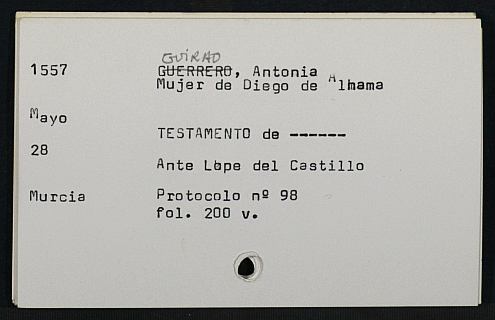 GUIRAO
1557 GUERRERO, Antonia
Mujer de Diego de Alhama
Mayo
TESTAMENTO de ------
28
Ante Lope del Castillo
Murcia Protocolo nº 98
fol. 200 v.